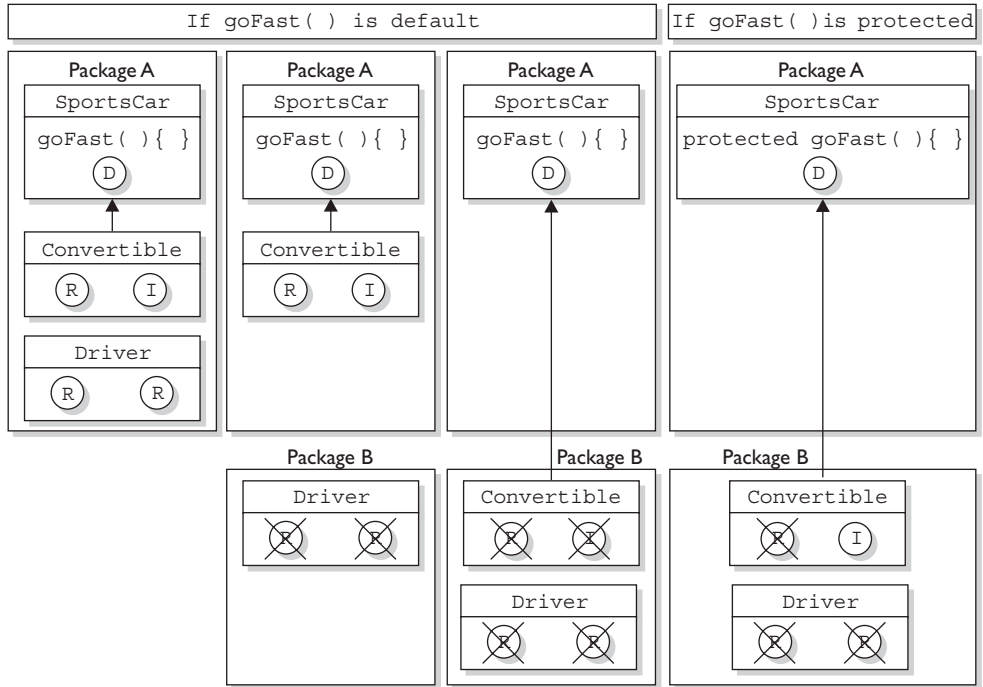 If goFast( ) is default
If goFast( )is protected
Package A
SportsCar
goFast( ){ }
D
Convertible
R I
Driver
R R
Package A
SportsCar
goFast( ){ }
D
Convertible
R I
Package B
Driver
R R
Package A
SportsCar
goFast( ){ }
D
Package B
Convertible
R I
Driver
R R
Package A
SportsCar
protected goFast( ){ }
D
Package B
Convertible
R I
Driver
R R